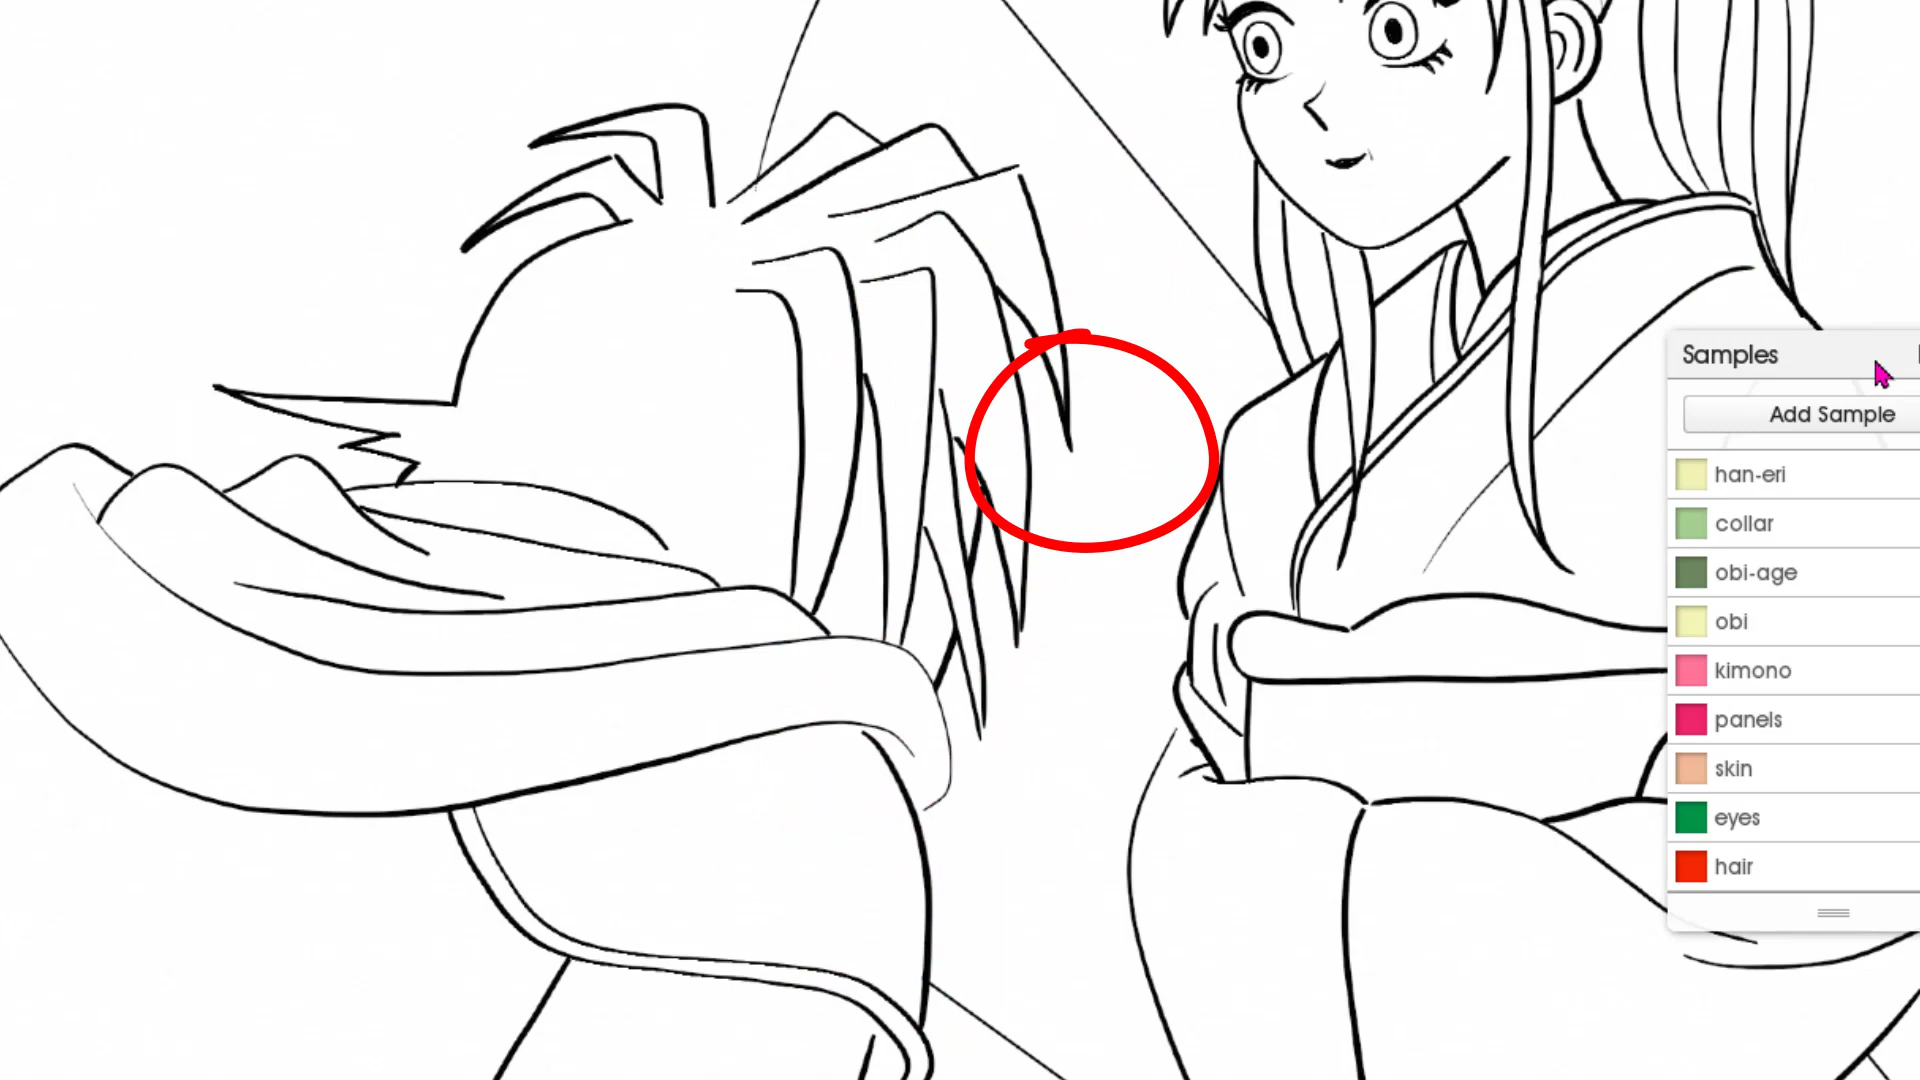 Samples
Add Sample
han-eri
collar
obi-age
obi
kimono
panels
skin
eyes
hair